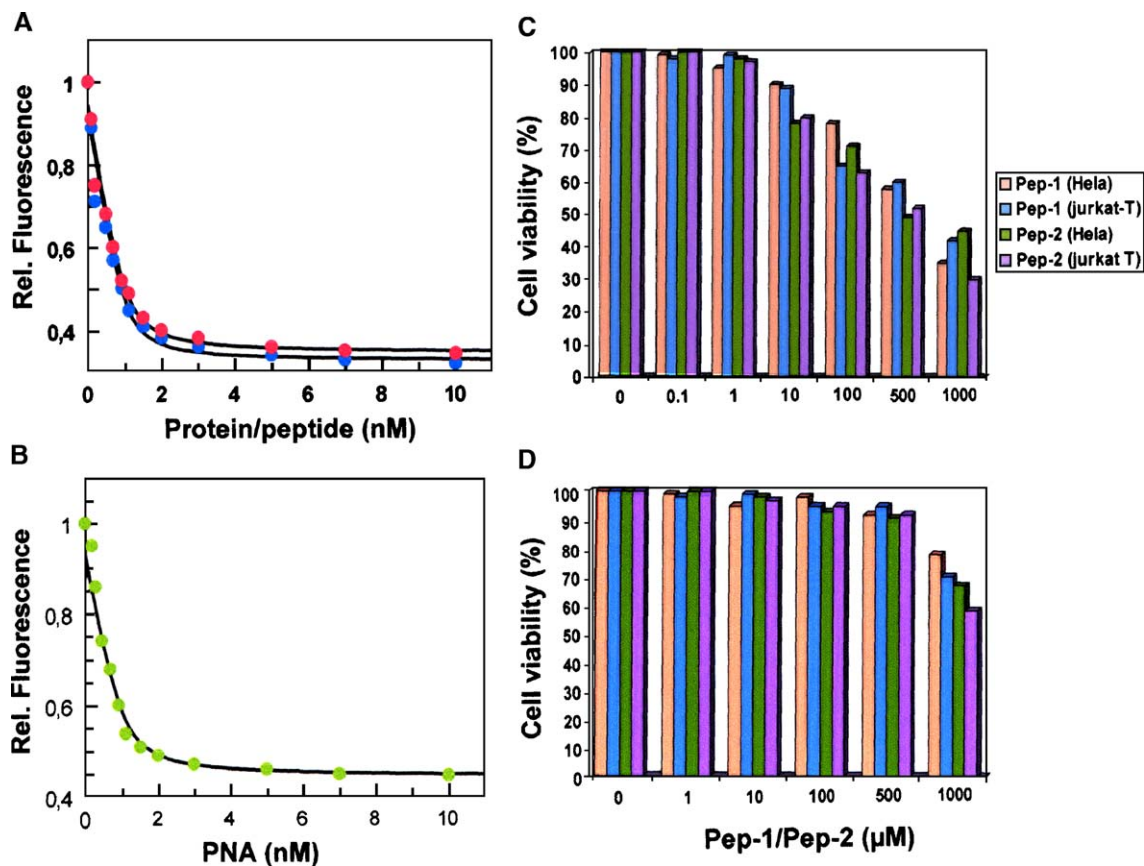 A
Rel. Fluorescence
1
0,8
0,6
0,4
0 2 4 6 8 10
Protein/peptide (nM)
B
Rel. Fluorescence
1
0,8
0,6
0,4
0 2 4 6 8 10
PNA (nM)
C
Cell viability (%)
100
90
80
70
60
50
40
30
20
10
0
0 0.1 1 10 100 500 1000
Pep-1 (Hela)
Pep-1 (jurkat-T)
Pep-2 (Hela)
Pep-2 (jurkat T)
D
Cell viability (%)
100
90
80
70
60
50
40
30
20
10
0
0 1 10 100 500 1000
Pep-1/Pep-2 (µM)